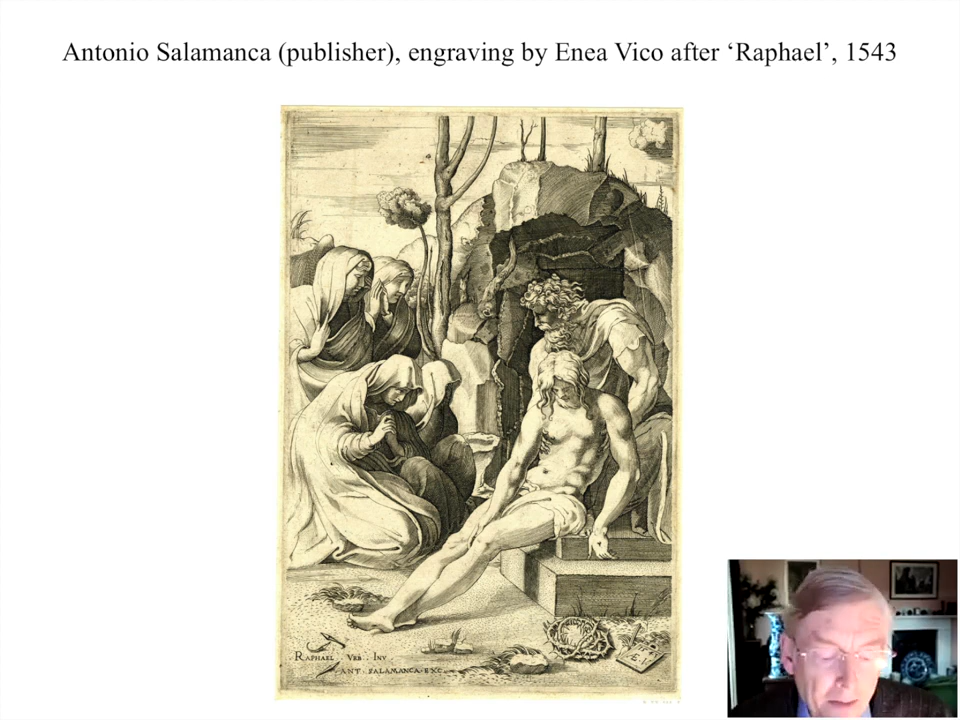 Antonio Salamanca (publisher), engraving by Enea Vico after ‘Raphael’, 1543
RAPHAEL . VRB . INV .
ANT . SALAMANCA . EXC .